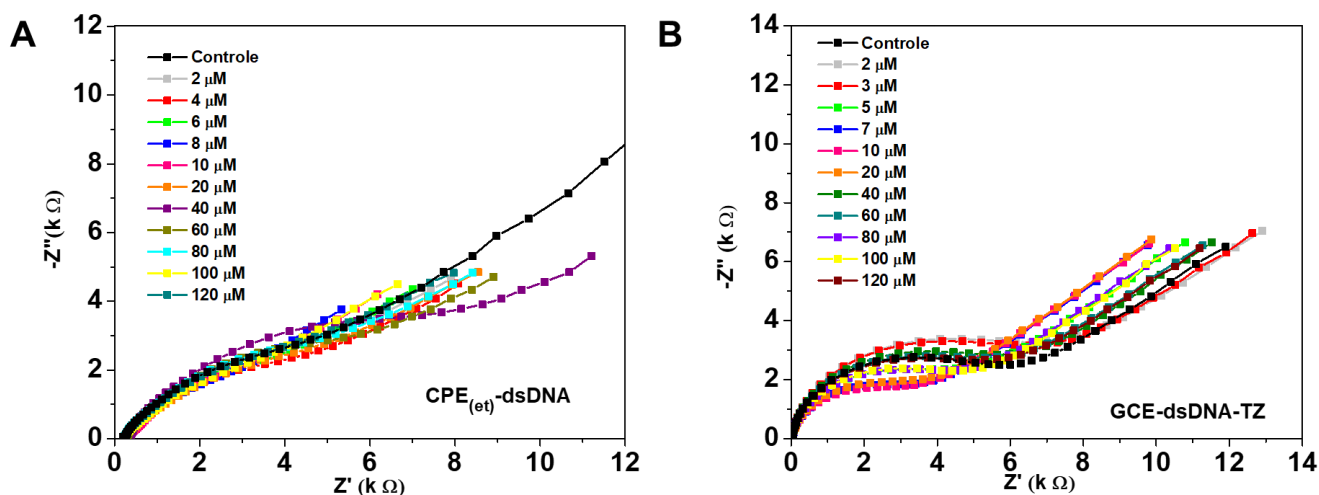 A
12
10
8
6
4
2
0
-Z''(k Ω)
Controle
2 μM
4 μM
6 μM
8 μM
10 μM
20 μM
40 μM
60 μM
80 μM
100 μM
120 μM
CPE(et)-dsDNA
0 2 4 6 8 10 12
Z' (k Ω)
B
14
12
10
8
6
4
2
0
-Z'' (k Ω)
Controle
2 μM
3 μM
5 μM
7 μM
10 μM
20 μM
40 μM
60 μM
80 μM
100 μM
120 μM
GCE-dsDNA-TZ
0 2 4 6 8 10 12 14
Z' (k Ω)